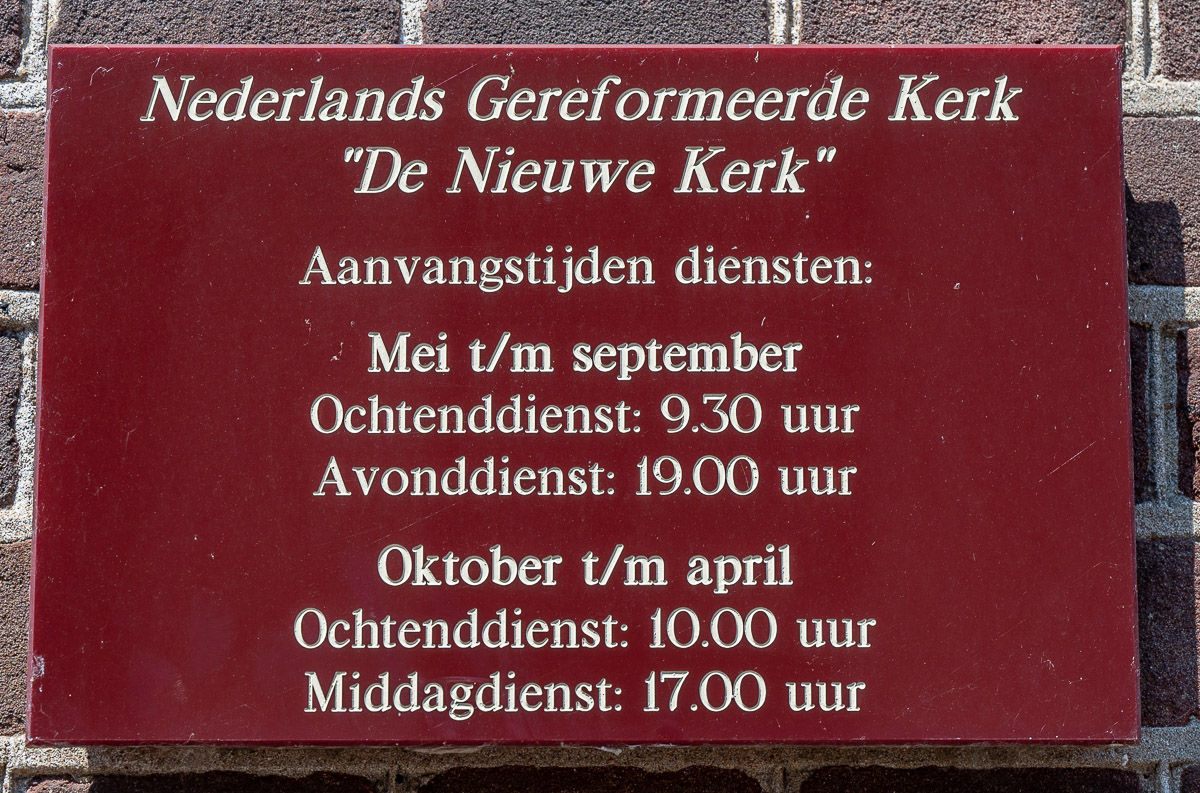 Nederlands Gereformeerde Kerk
"De Nieuwe Kerk"
Aanvangstijden diensten:
Mei t/m september
Ochtenddienst: 9.30 uur
Avonddienst: 19.00 uur
Oktober t/m april
Ochtenddienst: 10.00 uur
Middagdienst: 17.00 uur